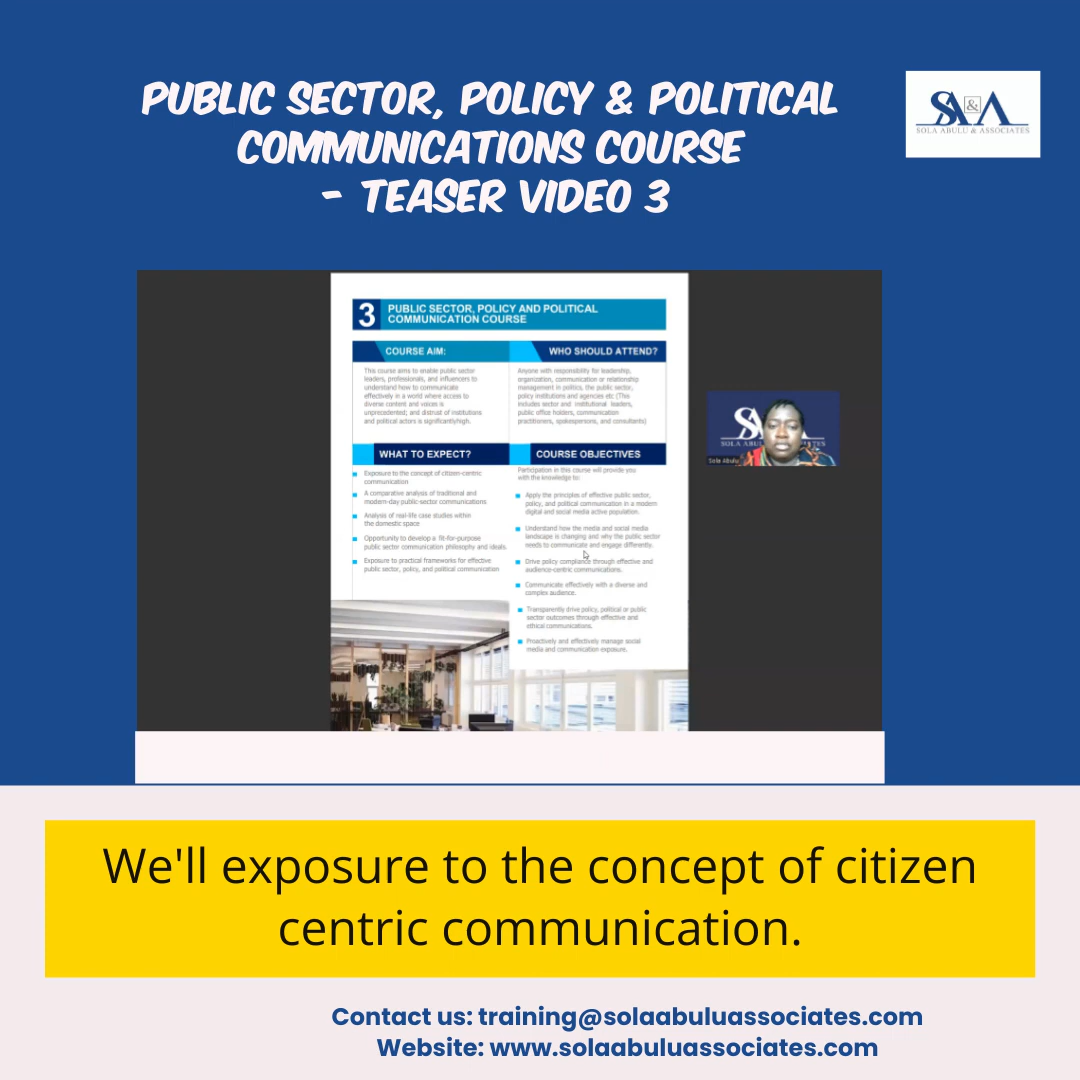 PUBLIC SECTOR, POLICY & POLITICAL
COMMUNICATIONS COURSE
- TEASER VIDEO 3
SA&A
SOLA ABULU & ASSOCIATES
3
PUBLIC SECTOR, POLICY AND POLITICAL
COMMUNICATION COURSE
COURSE AIM:
This course aims to enable public sector
leaders, professionals, and influencers to
understand how to communicate
effectively in a world where access to
diverse content and voices is
unprecedented; and distrust of institutions
and political actors is significantlyhigh.
WHO SHOULD ATTEND?
Anyone with responsibility for leadership,
organization, communication or relationship
management in politics, the public sector,
policy institutions and agencies etc (This
includes sector and institutional leaders,
public office holders, communication
practitioners, spokespersons, and consultants)
WHAT TO EXPECT?
Exposure to the concept of citizen-centric
communication
A comparative analysis of traditional and
modern-day public-sector communications
Analysis of real-life case studies within
the domestic space
Opportunity to develop a fit-for-purpose
public sector communication philosophy and ideals.
Exposure to practical frameworks for effective
public sector, policy, and political communication
COURSE OBJECTIVES
Participation in this course will provide you
with the knowledge to:
Apply the principles of effective public sector,
policy, and political communication in a modern
digital and social media active population.
Understand how the media and social media
landscape is changing and why the public sector
needs to communicate and engage differently.
Drive policy compliance through effective and
audience-centric communications.
Communicate effectively with a diverse and
complex audience.
Transparently drive policy, political or public
sector outcomes through effective and
ethical communications.
Proactively and effectively manage social
media and communication exposure.
Sola Abulu
We'll exposure to the concept of citizen
centric communication.
Contact us: training@solaabuluassociates.com
Website: www.solaabuluassociates.com